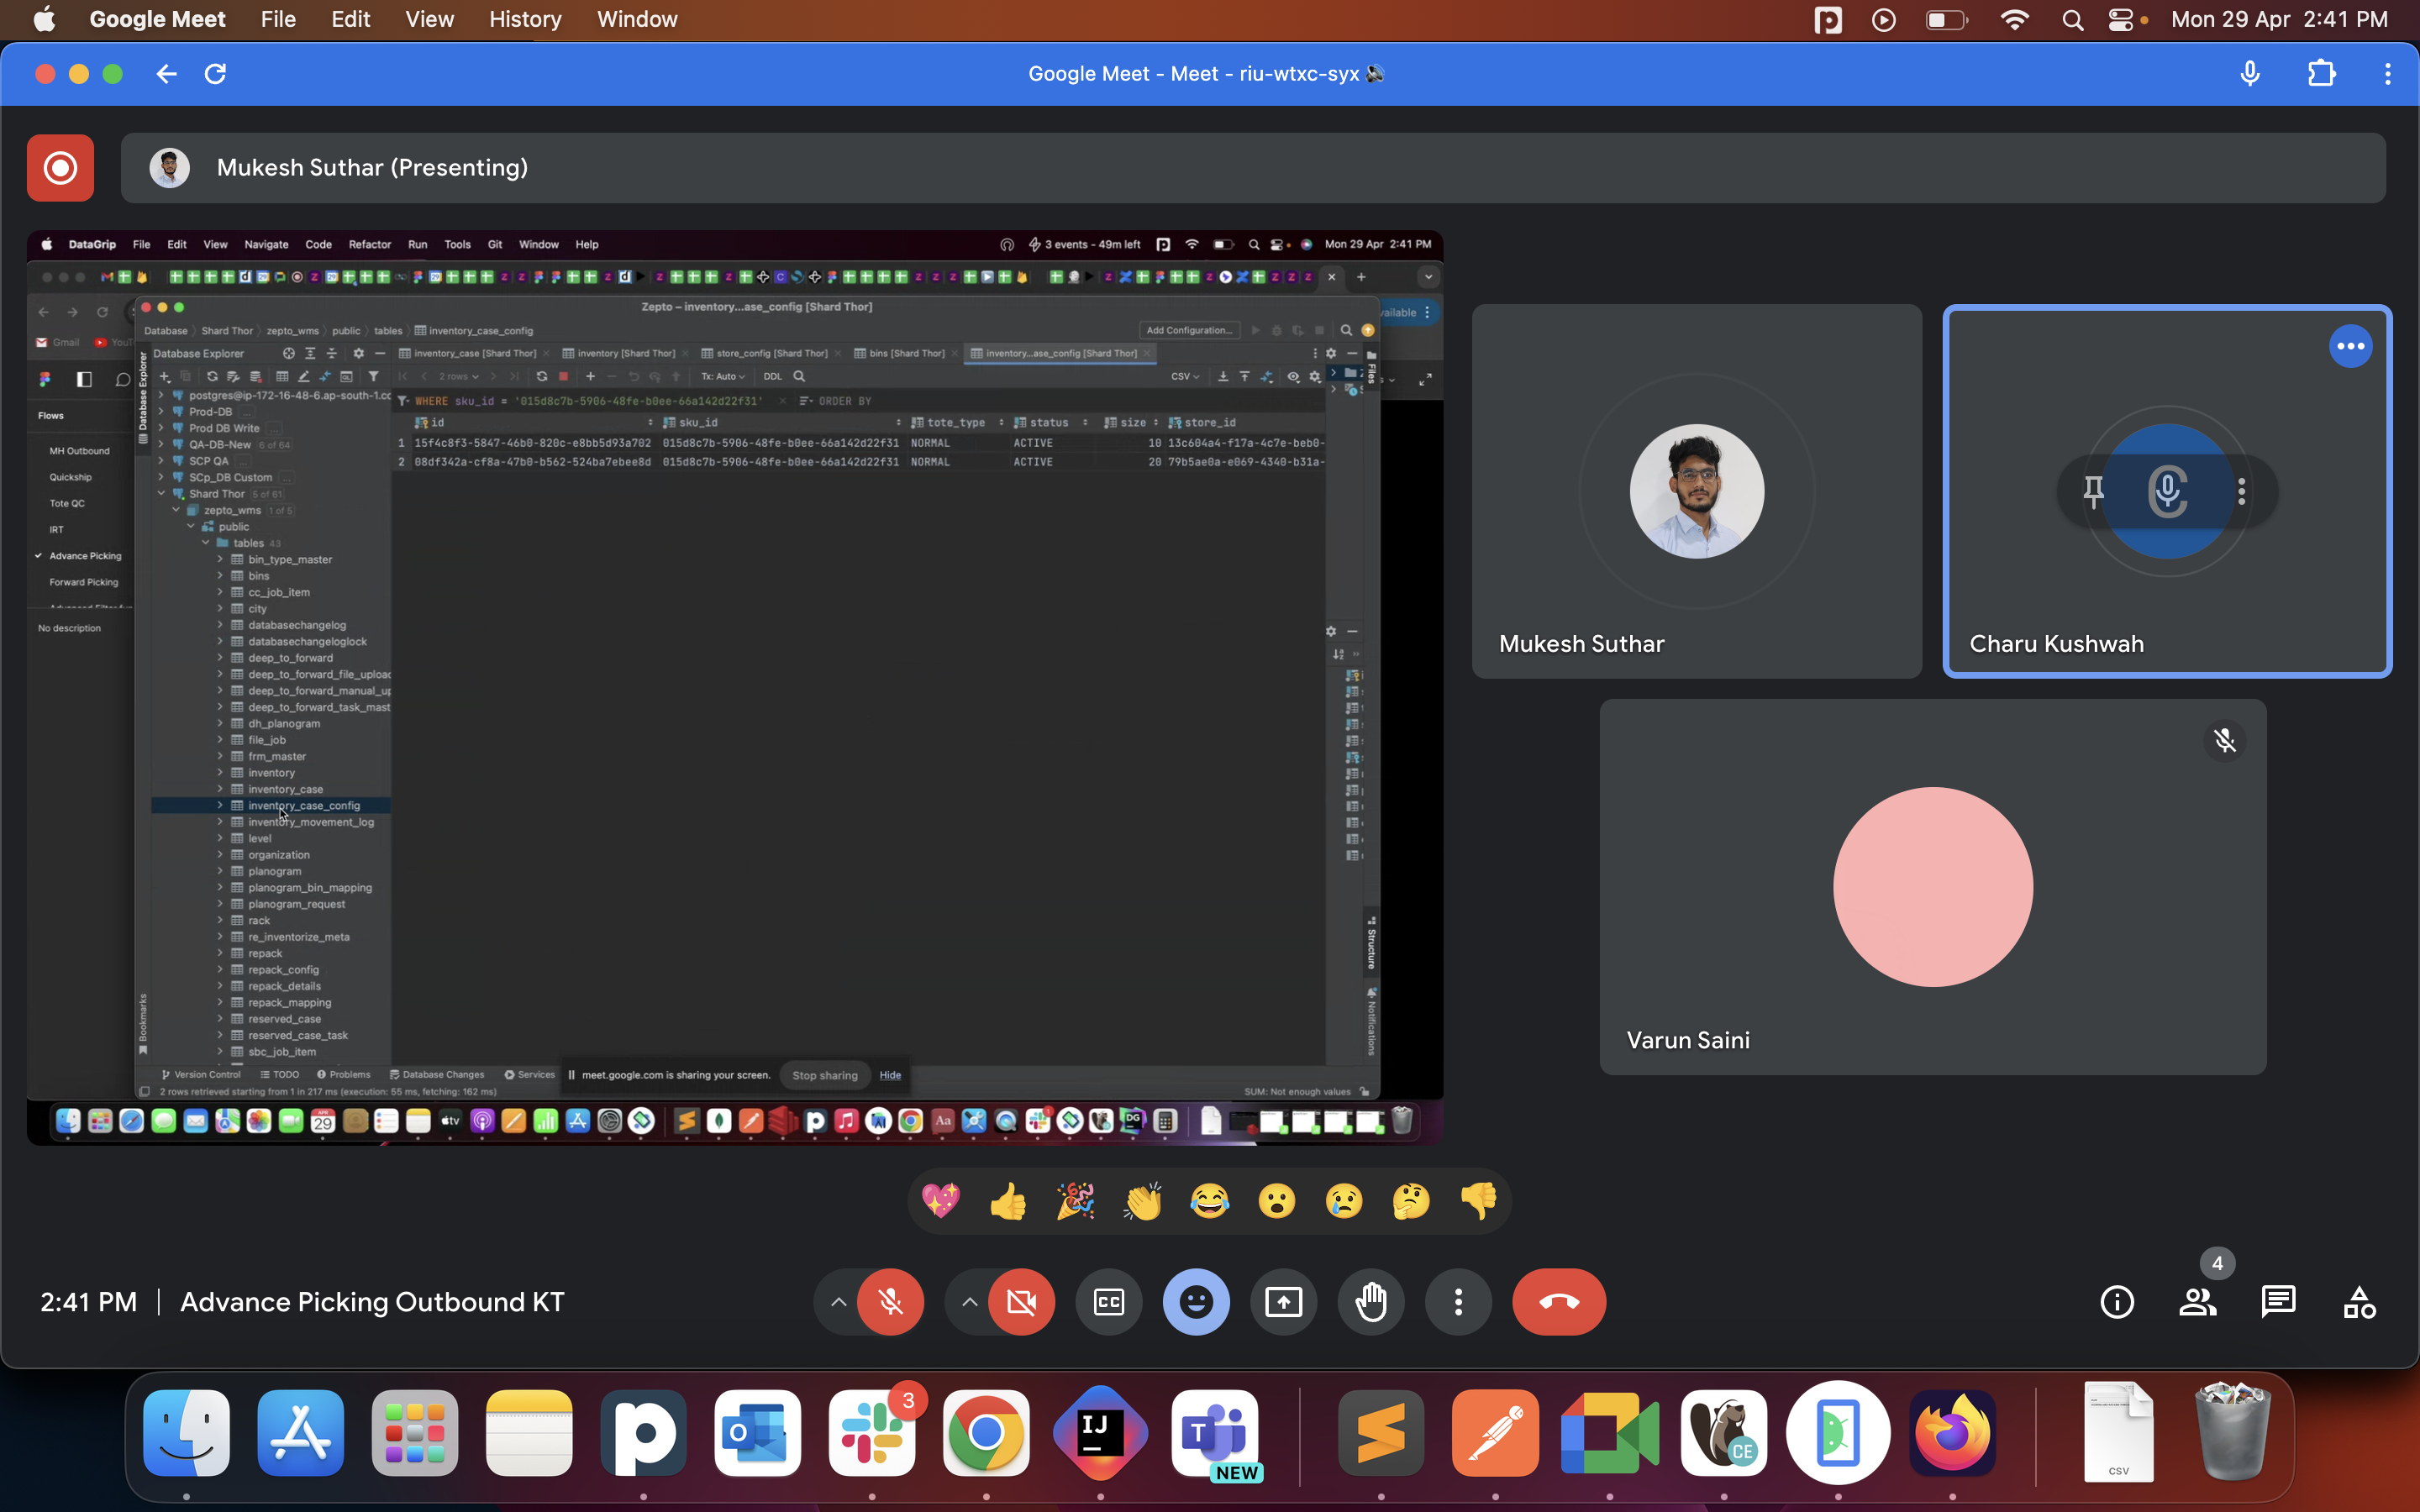 Google Meet File Edit View History Window
Mon 29 Apr 2:41 PM
Google Meet - Meet - riu-wtxc-syx
Mukesh Suthar (Presenting)
DataGrip File Edit View Navigate Code Refactor Run Tools Git Window Help
3 events - 49m left
Mon 29 Apr 2:41 PM
Zepto – inventory...ase_config [Shard Thor]
Database Shard Thor zepto_wms public tables inventory_case_config
Add Configuration...
Gmail
Database Explorer
inventory_case [Shard Thor] inventory [Shard Thor] store_config [Shard Thor] bins [Shard Thor] inventory...ase_config [Shard Thor]
2 rows Tx: Auto DDL CSV
WHERE sku_id = '015d8c7b-5906-48fe-b0ee-66a142d22f31' ORDER BY
id sku_id tote_type status size store_id
1 15f4c8f3-5847-46b0-820c-e8bb5d93a702 015d8c7b-5906-48fe-b0ee-66a142d22f31 NORMAL ACTIVE 10 13c604a4-f17a-4c7e-beb0-
2 08df342a-cf8a-47b0-b562-524ba7ebee8d 015d8c7b-5906-48fe-b0ee-66a142d22f31 NORMAL ACTIVE 20 79b5ae0a-e069-4340-b31a-
Flows
MH Outbound
Quickship
Tote QC
IRT
Advance Picking
Forward Picking
No description
Database Explorer
Bookmarks
postgres@ip-172-16-48-6.ap-south-1.cc
Prod-DB ...
Prod DB Write ...
QA-DB-New 6 of 64
SCP QA ...
SCp_DB Custom ...
Shard Thor 5 of 61
zepto_wms 1 of 5
public
tables 43
bin_type_master
bins
cc_job_item
city
databasechangelog
databasechangeloglock
deep_to_forward
deep_to_forward_file_upload
deep_to_forward_manual_up
deep_to_forward_task_mast
dh_planogram
file_job
frm_master
inventory
inventory_case
inventory_case_config
inventory_movement_log
level
organization
planogram
planogram_bin_mapping
planogram_request
rack
re_inventorize_meta
repack
repack_config
repack_details
repack_mapping
reserved_case
reserved_case_task
sbc_job_item
Files
Structure
Notifications
Version Control TODO Problems Database Changes Services
meet.google.com is sharing your screen. Stop sharing Hide
2 rows retrieved starting from 1 in 217 ms (execution: 55 ms, fetching: 162 ms)
SUM: Not enough values
Mukesh Suthar
C
Charu Kushwah
Varun Saini
2:41 PM | Advance Picking Outbound KT
CC
4
3
IJ
T
NEW
CE
CSV